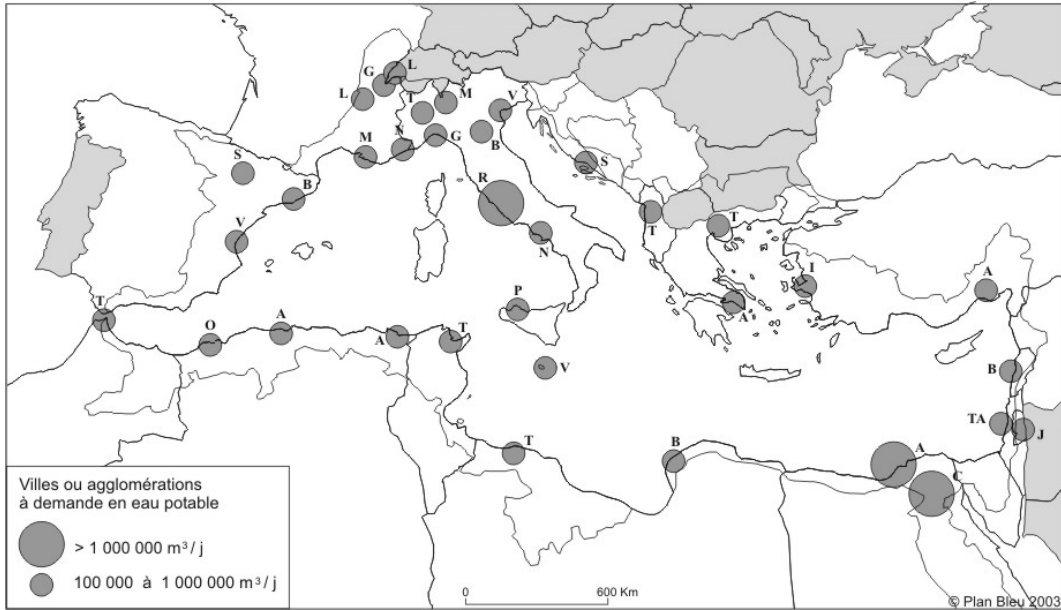 L
G
L
T
M
V
M
N
G
B
S
S
B
R
V
N
T
T
I
A
P
A
T
O
A
A
T
V
B
TA
J
T
B
A
C
Villes ou agglomérations
à demande en eau potable
> 1 000 000 m³ / j
100 000 à 1 000 000 m³ / j
0 600 Km
© Plan Bleu 2003